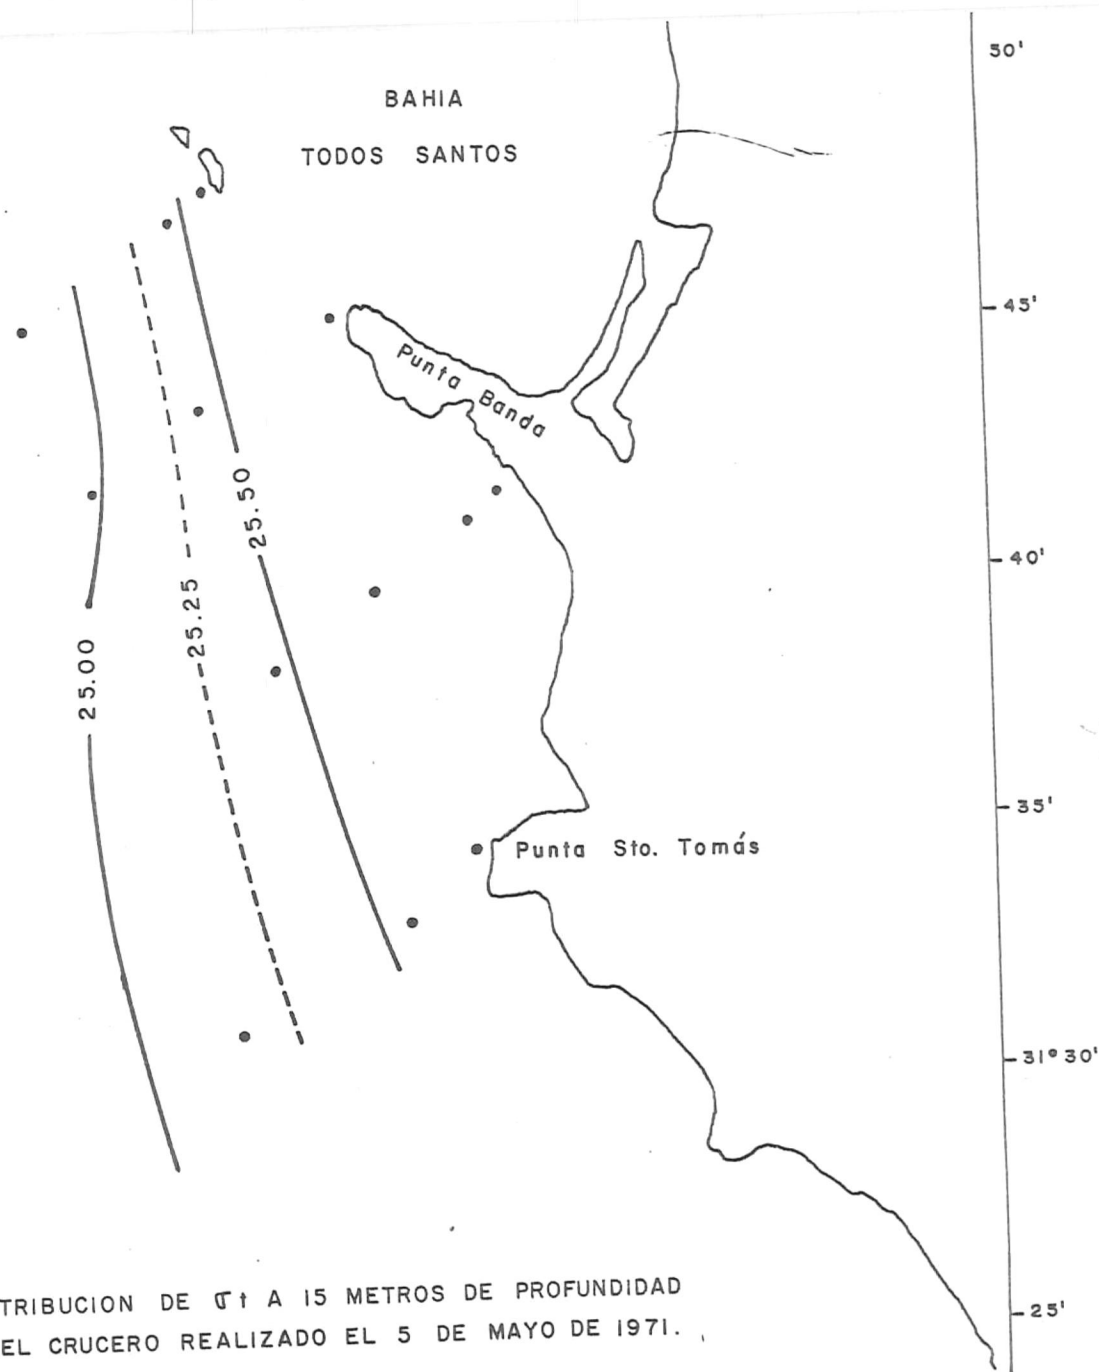 50'
BAHIA
TODOS SANTOS
45'
Punta Banda
25.50
40'
25.25
25.00
35'
Punta Sto. Tomás
31° 30'
25'
TRIBUCION DE σt A 15 METROS DE PROFUNDIDAD
EL CRUCERO REALIZADO EL 5 DE MAYO DE 1971.